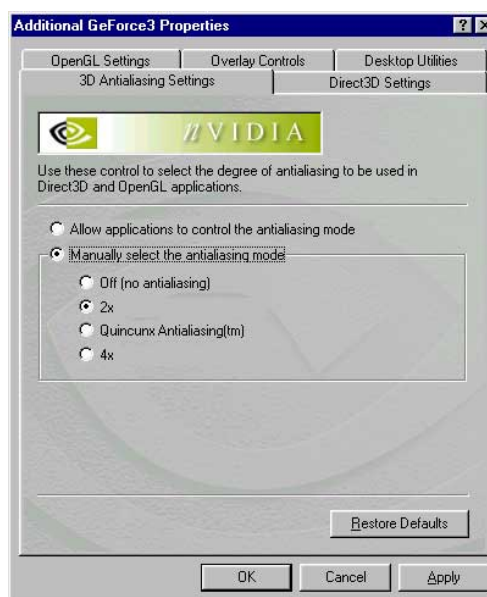 Additional GeForce3 Properties
OpenGL Settings
Overlay Controls
Desktop Utilities
3D Antialiasing Settings
Direct3D Settings
nVIDIA
Use these control to select the degree of antialiasing to be used in
Direct3D and OpenGL applications.
Allow applications to control the antialiasing mode
Manually select the antialiasing mode
Off (no antialiasing)
2x
Quincunx Antialiasing(tm)
4x
Restore Defaults
OK
Cancel
Apply